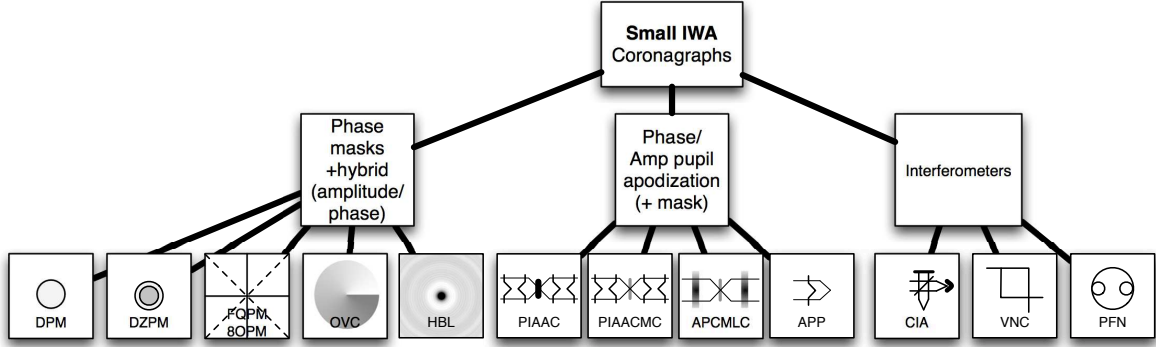 Small IWA
Coronagraphs
Phase
masks
+hybrid
(amplitude/
phase)
Phase/
Amp pupil
apodization
(+ mask)
Interferometers
DPM
DZPM
FQPM
8OPM
OVC
HBL
PIAAC
PIAACMC
APCMLC
APP
CIA
VNC
PFN